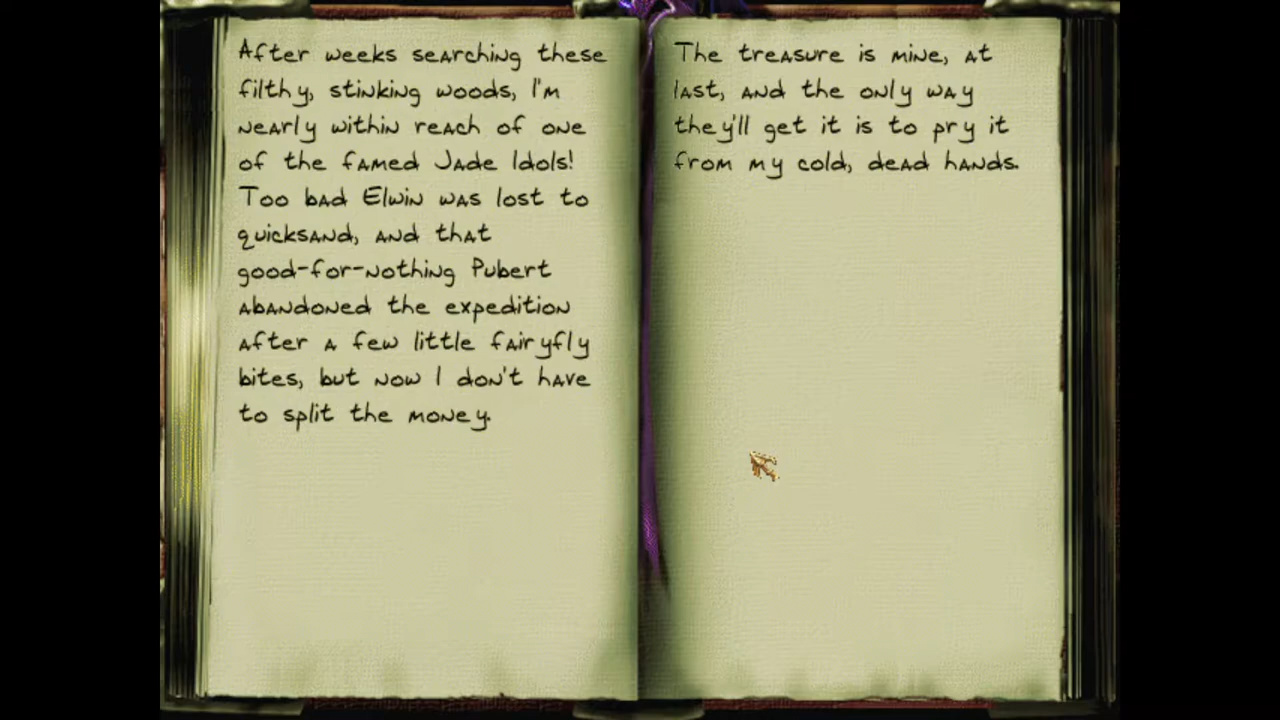 After weeks searching these
filthy, stinking woods, I'm
nearly within reach of one
of the famed Jade Idols!
Too bad Elwin was lost to
quicksand, and that
good-for-nothing Pubert
abandoned the expedition
after a few little fairyfly
bites, but now I don't have
to split the money.
The treasure is mine, at
last, and the only way
they'll get it is to pry it
from my cold, dead hands.